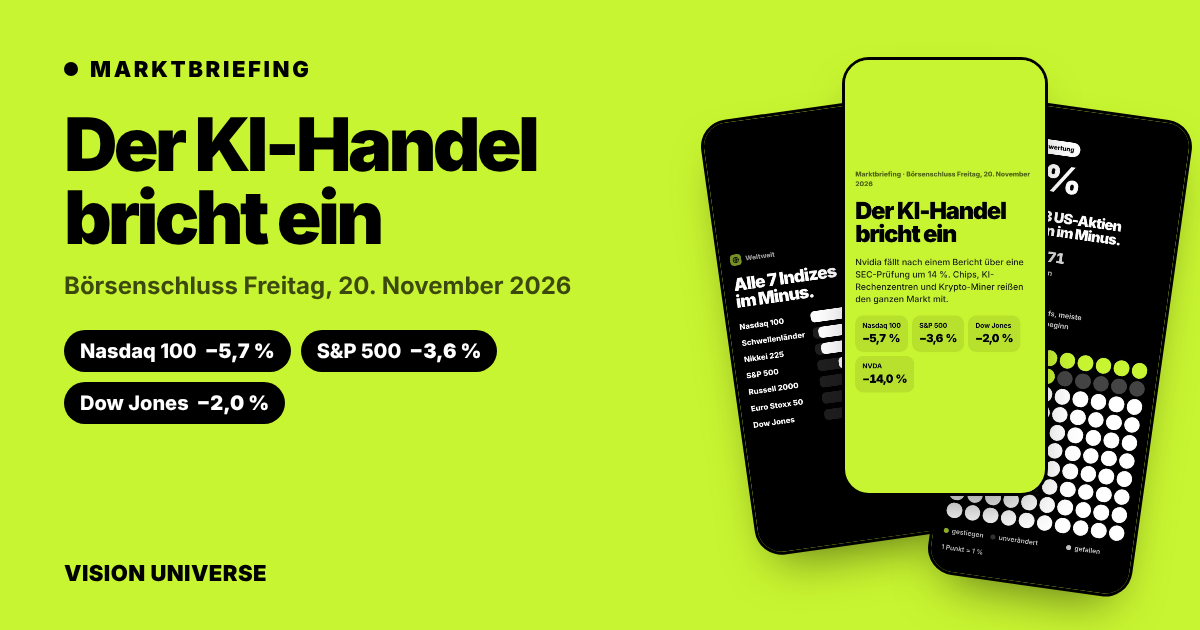 MARKTBRIEFING
Der KI-Handel
bricht ein
Börsenschluss Freitag, 20. November 2026
Nasdaq 100 −5,7 %
S&P 500 −3,6 %
Dow Jones −2,0 %
VISION UNIVERSE
Weltweit
Alle 7 Indizes
im Minus.
Nasdaq 100
Schwellenländer
Nikkei 225
S&P 500
Russell 2000
Euro Stoxx 50
Dow Jones
Marktbriefing · Börsenschluss Freitag, 20. November
2026
Der KI-Handel
bricht ein
Nvidia fällt nach einem Bericht über eine
SEC-Prüfung um 14 %. Chips, KI-
Rechenzentren und Krypto-Miner reißen
den ganzen Markt mit.
Nasdaq 100
−5,7 %
S&P 500
−3,6 %
Dow Jones
−2,0 %
NVDA
−14,0 %
%
US-Aktien
im Minus.
71
meiste
gestiegen
unverändert
gefallen
1 Punkt = 1 %